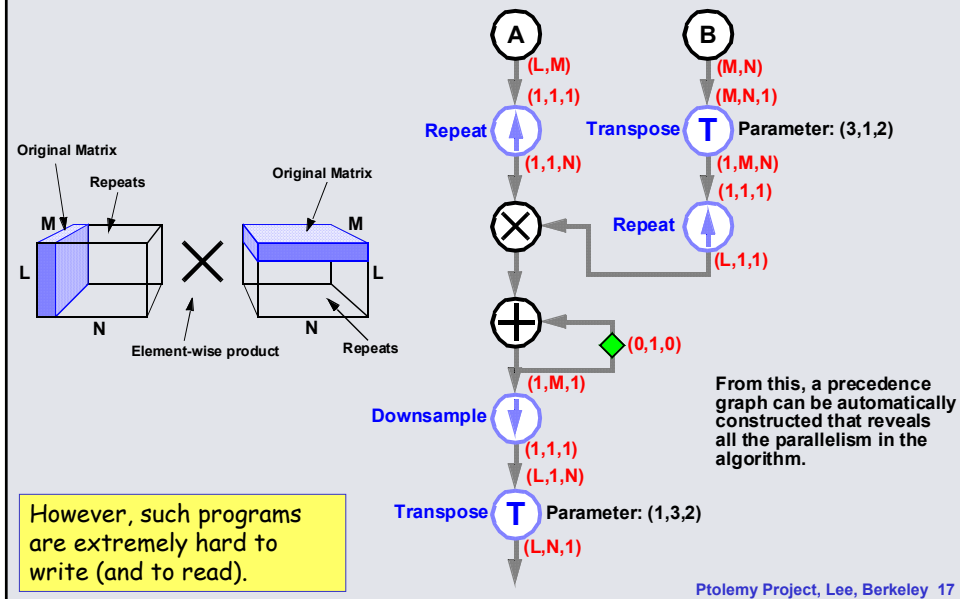 A
B
(L,M)
(M,N)
(1,1,1)
(M,N,1)
Repeat
Transpose
T
Parameter: (3,1,2)
(1,1,N)
(1,M,N)
(1,1,1)
Repeat
(L,1,1)
Original Matrix
Repeats
Original Matrix
M
M
L
L
N
N
Element-wise product
Repeats
(0,1,0)
(1,M,1)
Downsample
(1,1,1)
(L,1,N)
Transpose
T
Parameter: (1,3,2)
(L,N,1)
From this, a precedence
graph can be automatically
constructed that reveals
all the parallelism in the
algorithm.
However, such programs
are extremely hard to
write (and to read).
Ptolemy Project, Lee, Berkeley 17